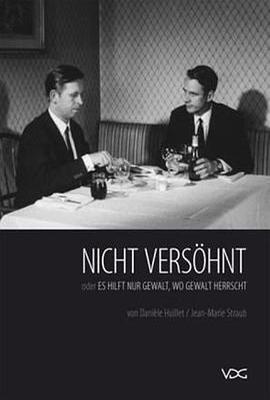 NICHT VERSÖHNT
oder ES HILFT NUR GEWALT, WO GEWALT HERRSCHT
von Danièle Huillet / Jean-Marie Straub
VDG